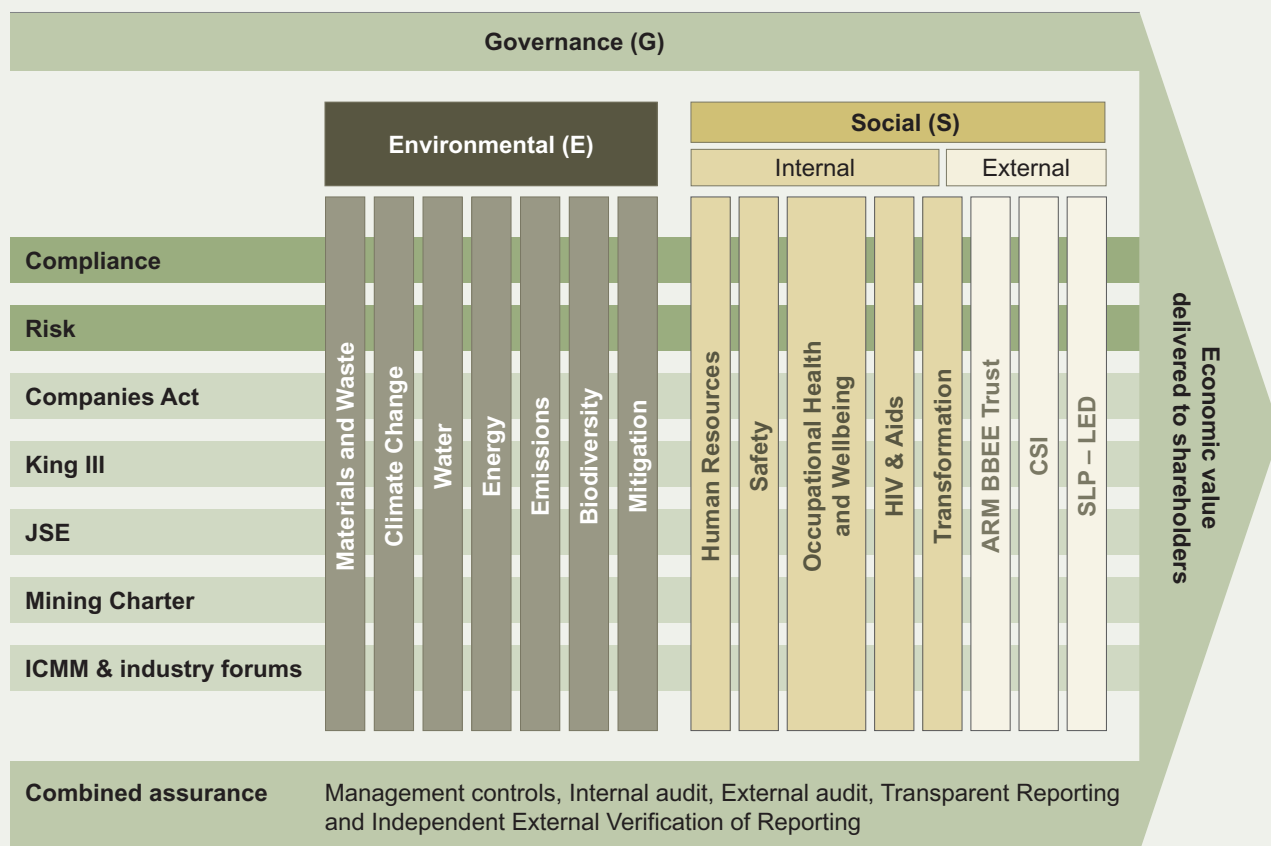 Governance (G)
Environmental (E)
Social (S)
Internal
External
Compliance
Risk
Companies Act
King III
JSE
Mining Charter
ICMM & industry forums
Materials and Waste
Climate Change
Water
Energy
Emissions
Biodiversity
Mitigation
Human Resources
Safety
Occupational Health
and Wellbeing
HIV & Aids
Transformation
ARM BBEE Trust
CSI
SLP – LED
Economic value
delivered to shareholders
Combined assurance
Management controls, Internal audit, External audit, Transparent Reporting
and Independent External Verification of Reporting